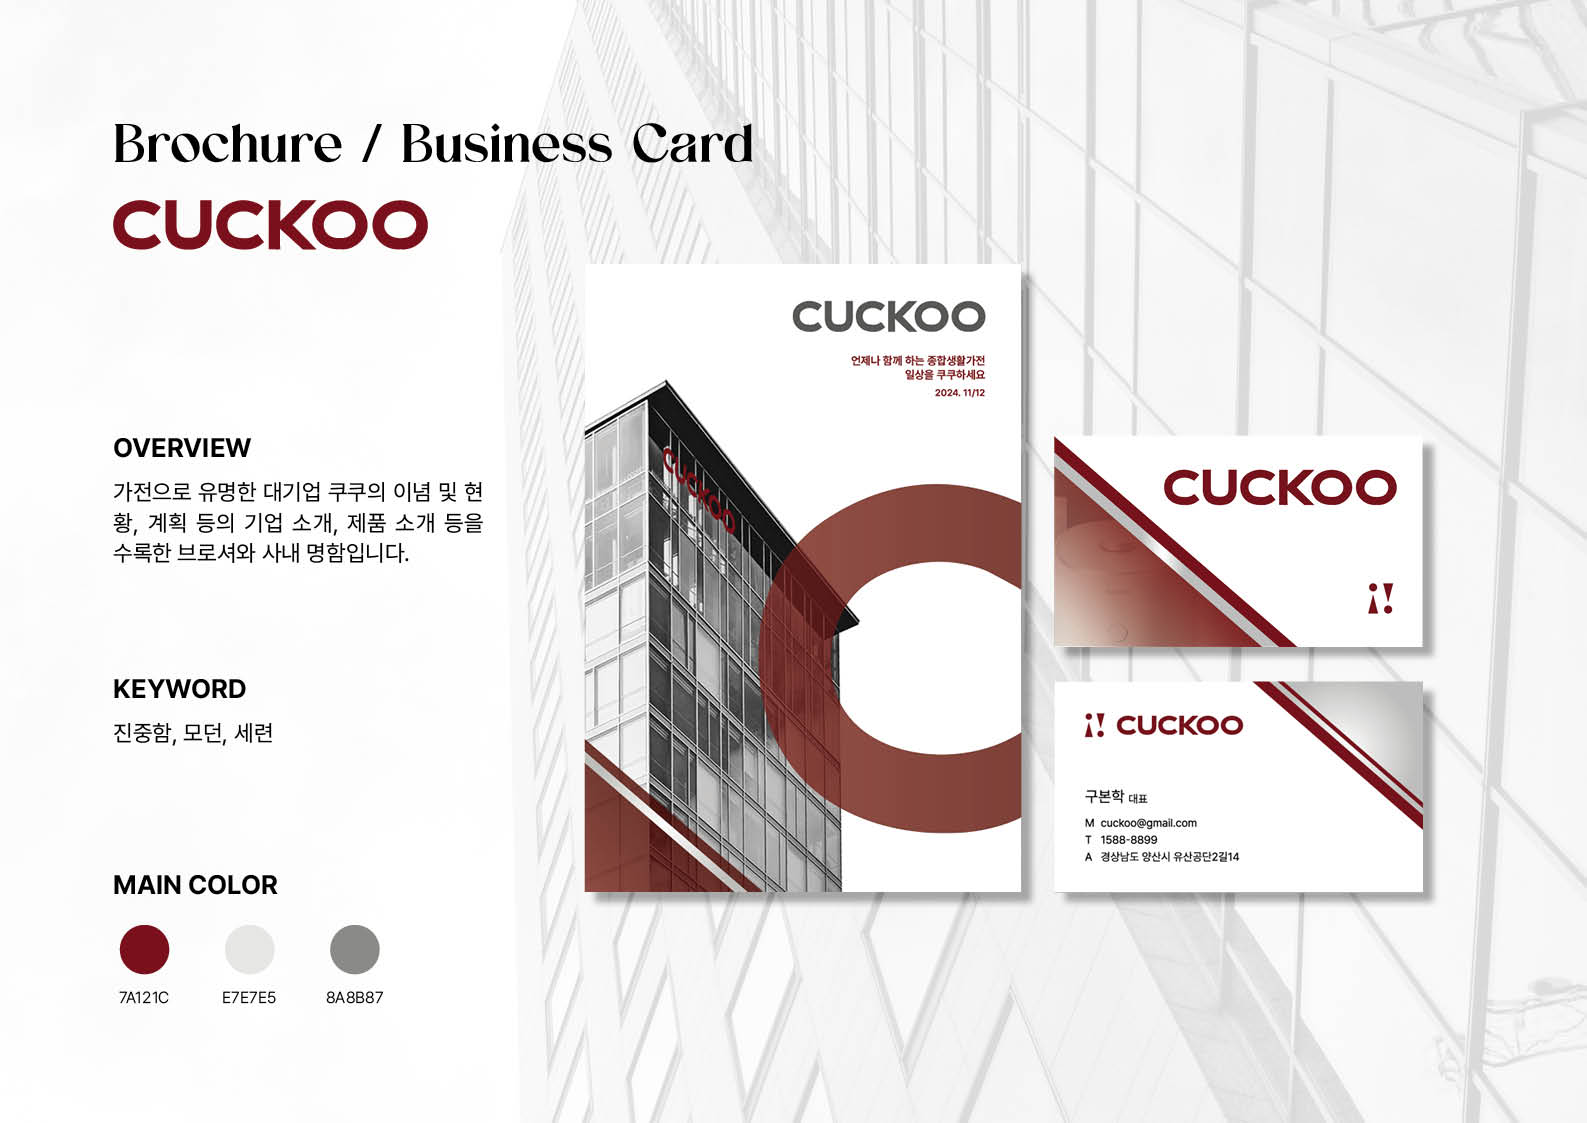 Brochure / Business Card
CUCKOO
OVERVIEW
가전으로 유명한 대기업 쿠쿠의 이념 및 현
황, 계획 등의 기업 소개, 제품 소개 등을
수록한 브로셔와 사내 명함입니다.
KEYWORD
진중함, 모던, 세련
MAIN COLOR
7A121C
E7E7E5
8A8B87
CUCKOO
언제나 함께 하는 종합생활가전
일상을 쿠쿠하세요
2024. 11/12
CUCKOO
CUCKOO
¡!
¡! CUCKOO
구본학 대표
M cuckoo@gmail.com
T 1588-8899
A 경상남도 양산시 유산공단2길14